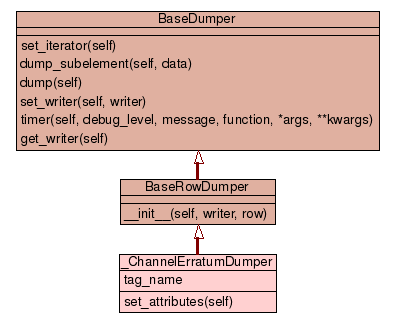 BaseDumper
set_iterator(self)
dump_subelement(self, data)
dump(self)
set_writer(self, writer)
timer(self, debug_level, message, function, *args, **kwargs)
get_writer(self)
BaseRowDumper
__init__(self, writer, row)
_ChannelErratumDumper
tag_name
set_attributes(self)